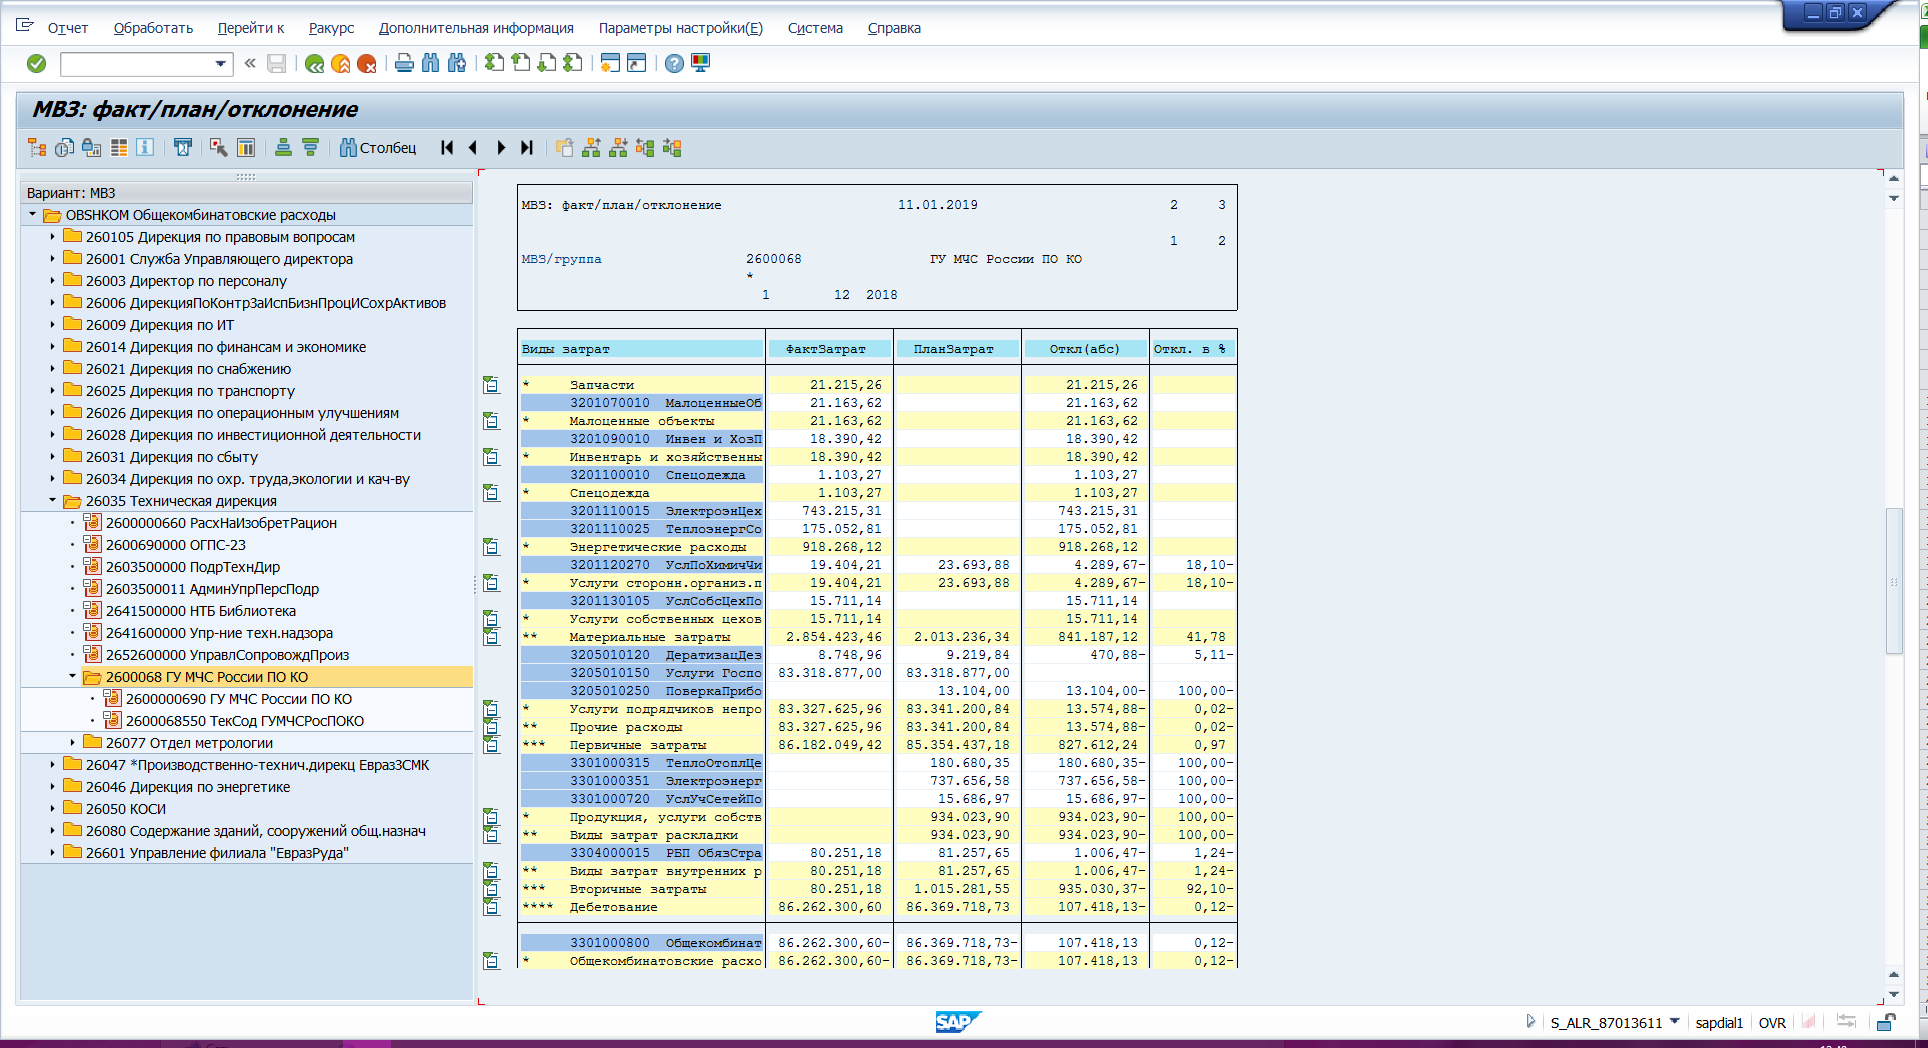 Отчет Обработать Перейти к Ракурс Дополнительная информация Параметры настройки(Е) Система Справка
МВЗ: факт/план/отклонение
Столбец
Вариант: МВЗ
OBSHKOM Общекомбинатовские расходы
260105 Дирекция по правовым вопросам
26001 Служба Управляющего директора
26003 Директор по персоналу
26006 ДирекцияПоКонтрЗаИспБизнПроцИСохрАктивов
26009 Дирекция по ИТ
26014 Дирекция по финансам и экономике
26021 Дирекция по снабжению
26025 Дирекция по транспорту
26026 Дирекция по операционным улучшениям
26028 Дирекция по инвестиционной деятельности
26031 Дирекция по сбыту
26034 Дирекция по охр. труда,экологии и кач-ву
26035 Техническая дирекция
2600000660 РасхНаИзобретРацион
2600690000 ОГПС-23
2603500000 ПодрТехнДир
2603500011 АдминУпрПерсПодр
2641500000 НТБ Библиотека
2641600000 Упр-ние техн.надзора
2652600000 УправлСопровождПроиз
2600068 ГУ МЧС России ПО КО
2600000690 ГУ МЧС России ПО КО
2600068550 ТекСод ГУМЧСРосПОКО
26077 Отдел метрологии
26047 *Производственно-технич.дирекц ЕвразЗСМК
26046 Дирекция по энергетике
26050 КОСИ
26080 Содержание зданий, сооружений общ.назнач
26601 Управление филиала "ЕвразРуда"
МВЗ: факт/план/отклонение 11.01.2019 2 3
1 2
МВЗ/группа 2600068 ГУ МЧС России ПО КО
*
1 12 2018
Виды затрат ФактЗатрат ПланЗатрат Откл(абс) Откл. в %
* Запчасти 21.215,26 21.215,26
3201070010 МалоценныеОб 21.163,62 21.163,62
* Малоценные объекты 21.163,62 21.163,62
3201090010 Инвен и ХозП 18.390,42 18.390,42
* Инвентарь и хозяйственны 18.390,42 18.390,42
3201100010 Спецодежда 1.103,27 1.103,27
* Спецодежда 1.103,27 1.103,27
3201110015 ЭлектроэнЦех 743.215,31 743.215,31
3201110025 ТеплоэнергСо 175.052,81 175.052,81
* Энергетические расходы 918.268,12 918.268,12
3201120270 УслПоХимичЧи 19.404,21 23.693,88 4.289,67- 18,10-
* Услуги сторонн.организ.п 19.404,21 23.693,88 4.289,67- 18,10-
3201130105 УслСобсЦехПо 15.711,14 15.711,14
* Услуги собственных цехов 15.711,14 15.711,14
** Материальные затраты 2.854.423,46 2.013.236,34 841.187,12 41,78
3205010120 ДератизацДез 8.748,96 9.219,84 470,88- 5,11-
3205010150 Услуги Госпо 83.318.877,00 83.318.877,00
3205010250 ПоверкаПрибо 13.104,00 13.104,00- 100,00-
* Услуги подрядчиков непро 83.327.625,96 83.341.200,84 13.574,88- 0,02-
** Прочие расходы 83.327.625,96 83.341.200,84 13.574,88- 0,02-
*** Первичные затраты 86.182.049,42 85.354.437,18 827.612,24 0,97
3301000315 ТеплоОтоплЦе 180.680,35 180.680,35- 100,00-
3301000351 Электроэнерг 737.656,58 737.656,58- 100,00-
3301000720 УслУчСетейПо 15.686,97 15.686,97- 100,00-
* Продукция, услуги собств 934.023,90 934.023,90- 100,00-
** Виды затрат раскладки 934.023,90 934.023,90- 100,00-
3304000015 РБП ОбязСтра 80.251,18 81.257,65 1.006,47- 1,24-
** Виды затрат внутренних р 80.251,18 81.257,65 1.006,47- 1,24-
*** Вторичные затраты 80.251,18 1.015.281,55 935.030,37- 92,10-
**** Дебетование 86.262.300,60 86.369.718,73 107.418,13- 0,12-
3301000800 Общекомбинат 86.262.300,60- 86.369.718,73- 107.418,13 0,12-
* Общекомбинатовские расхо 86.262.300,60- 86.369.718,73- 107.418,13 0,12-
SAP
S_ALR_87013611 sapdial1 OVR